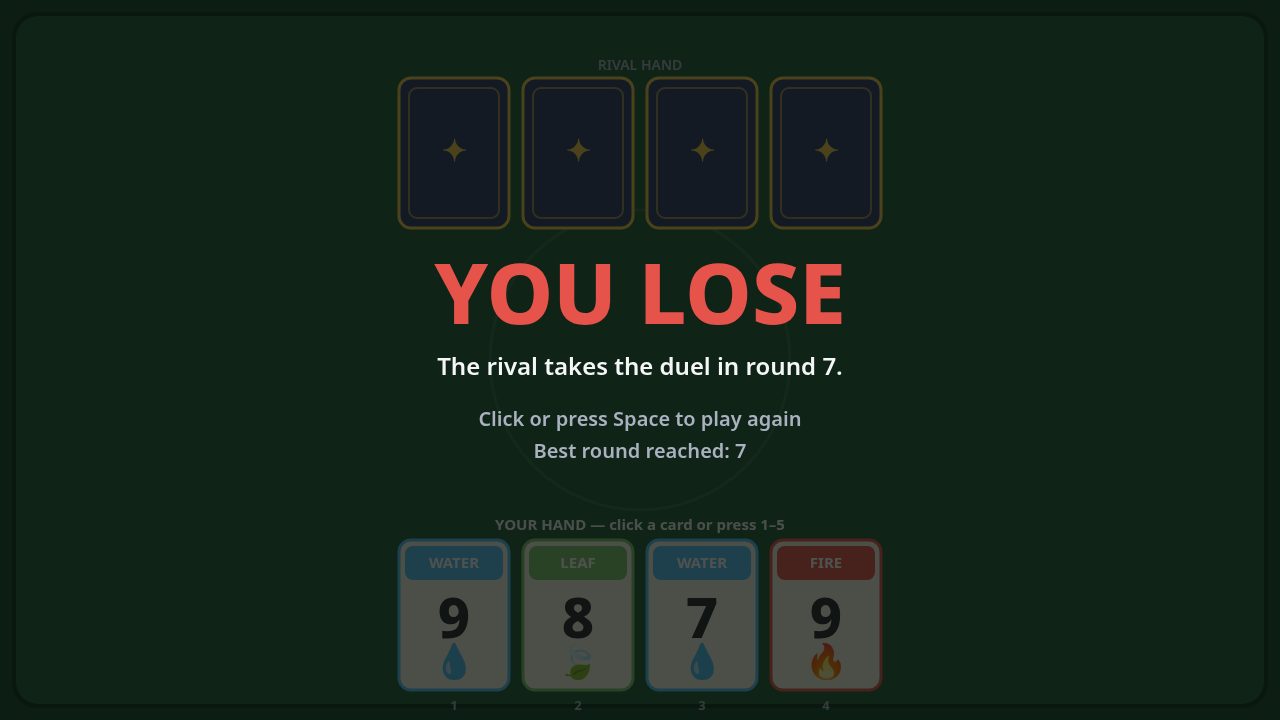 RIVAL HAND
YOU LOSE
The rival takes the duel in round 7.
Click or press Space to play again
Best round reached: 7
YOUR HAND — click a card or press 1–5
WATER LEAF WATER FIRE
9 8 7 9
1 2 3 4